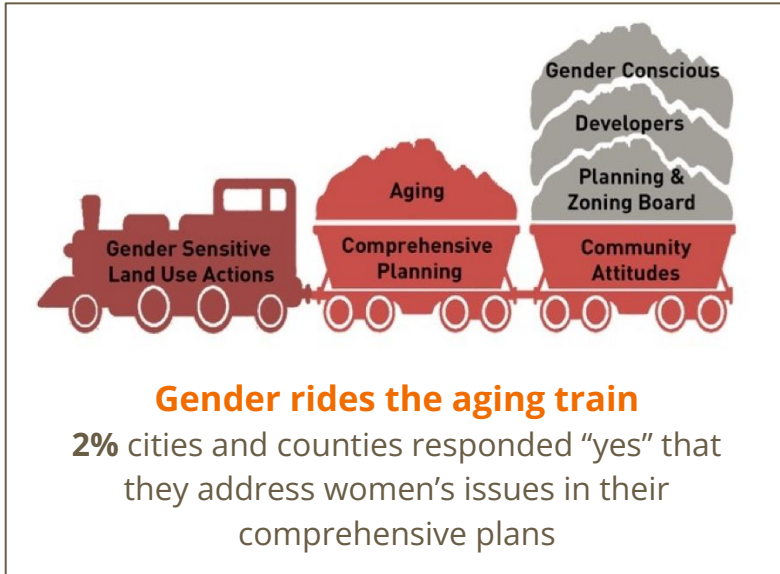 Gender Conscious
Developers
Planning &
Zoning Board
Aging
Gender Sensitive
Land Use Actions
Comprehensive
Planning
Community
Attitudes
Gender rides the aging train
2% cities and counties responded “yes” that
they address women’s issues in their
comprehensive plans